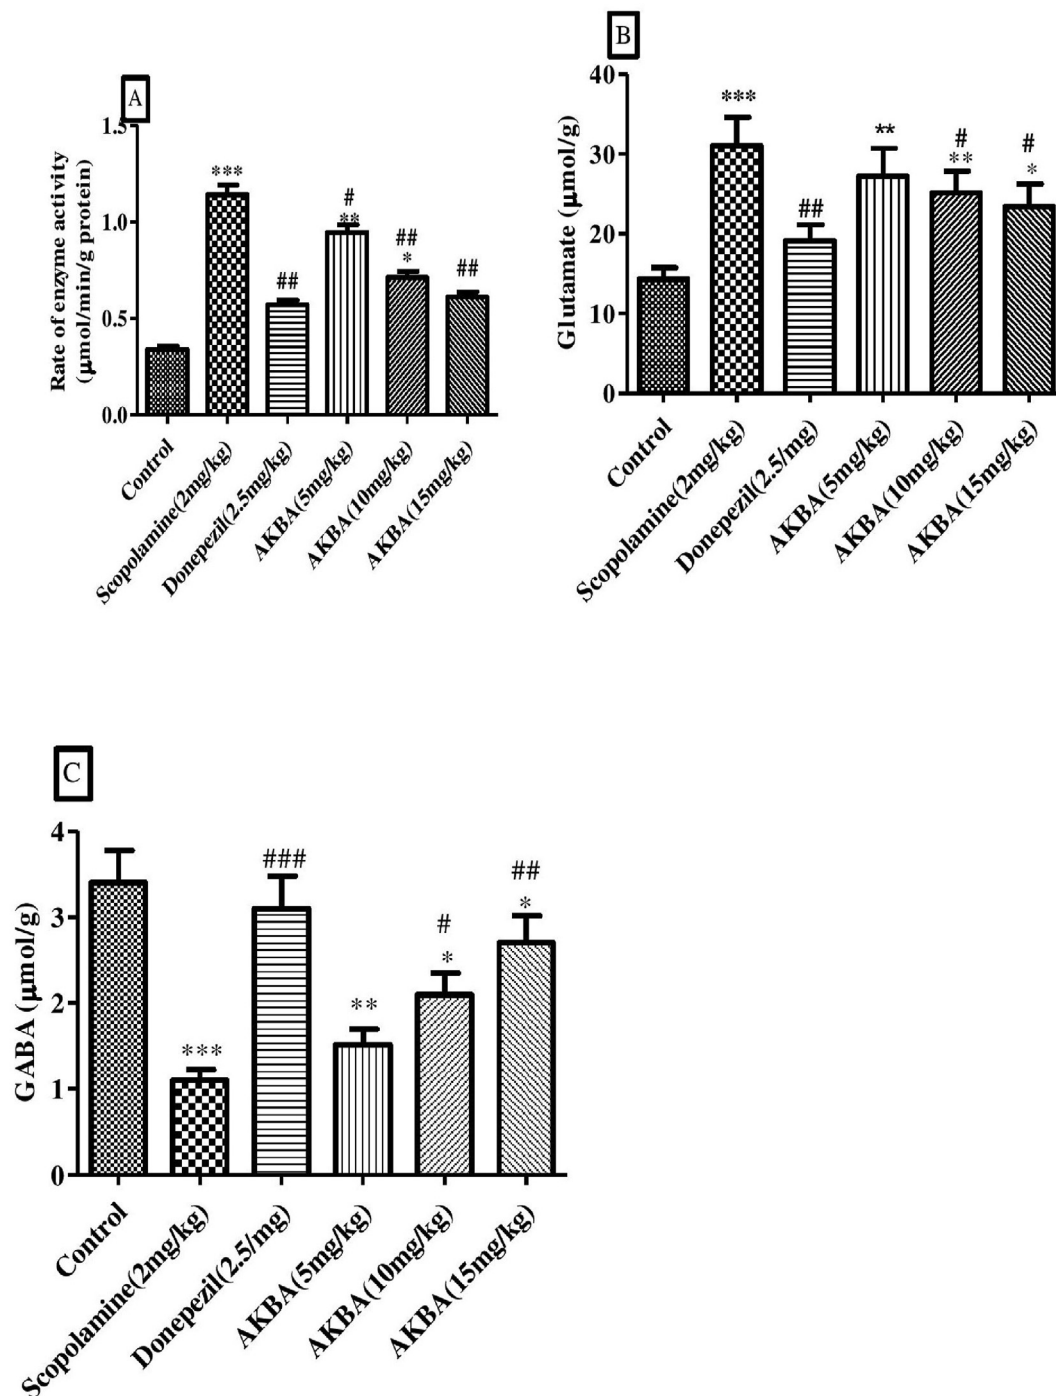 A
Rate of enzyme activity
(µmol/min/g protein)
1.5
1.0
0.5
0.0
***
##
#
**
##
*
##
Control
Scopolamine(2mg/kg)
Donepezil(2.5mg/kg)
AKBA(5mg/kg)
AKBA(10mg/kg)
AKBA(15mg/kg)
B
Glutamate (µmol/g)
40
30
20
10
0
***
##
**
#
**
#
*
Control
Scopolamine(2mg/kg)
Donepezil(2.5/mg)
AKBA(5mg/kg)
AKBA(10mg/kg)
AKBA(15mg/kg)
C
GABA (µmol/g)
4
3
2
1
0
***
###
**
#
*
##
*
Control
Scopolamine(2mg/kg)
Donepezil(2.5/mg)
AKBA(5mg/kg)
AKBA(10mg/kg)
AKBA(15mg/kg)